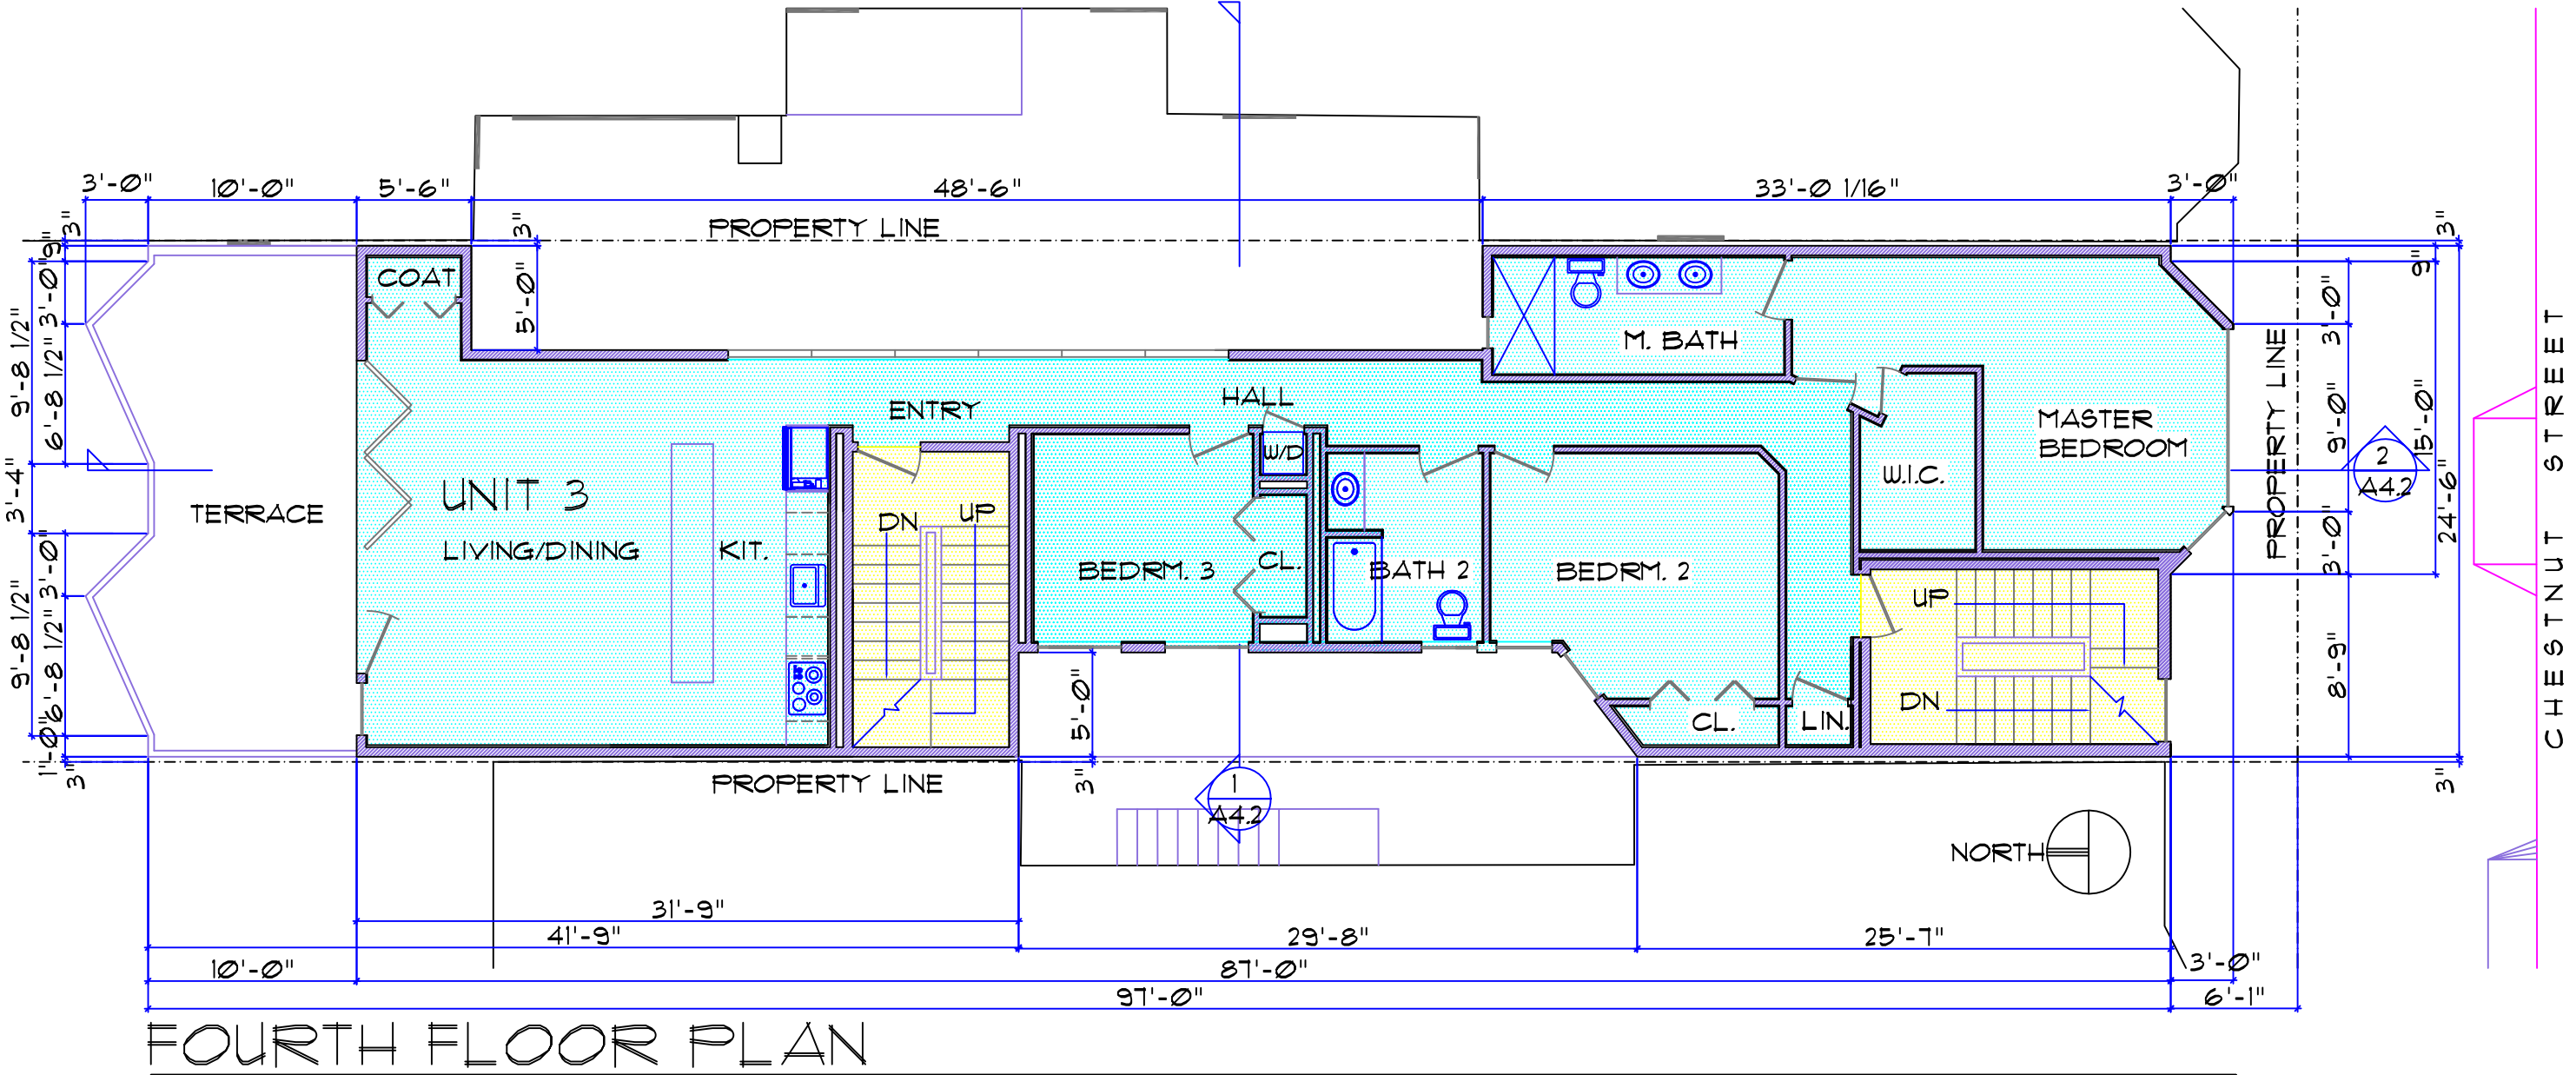 3'-0"
10'-0"
5'-6"
48'-6"
33'-0 1/16"
3'-0"
3"
9"
3"
PROPERTY LINE
3"
9"
COAT
3'-0"
9'-8 1/2"
6'-8 1/2"
5'-0"
M. BATH
3'-0"
PROPERTY LINE
CHESTNUT STREET
ENTRY
HALL
MASTER
BEDROOM
9'-0"
15'-0"
W/D
2
A4.2
W.I.C.
3'-4"
TERRACE
UNIT 3
LIVING/DINING
KIT.
DN
UP
BEDRM. 3
CL.
BATH 2
BEDRM. 2
24'-6"
3'-0"
3'-0"
UP
9'-8 1/2"
6'-8 1/2"
5'-0"
CL.
LIN.
DN
8'-9"
1'-0"
3"
PROPERTY LINE
3"
1
A4.2
3"
NORTH
31'-9"
41'-9"
29'-8"
25'-7"
10'-0"
87'-0"
3'-0"
97'-0"
6'-1"
FOURTH FLOOR PLAN